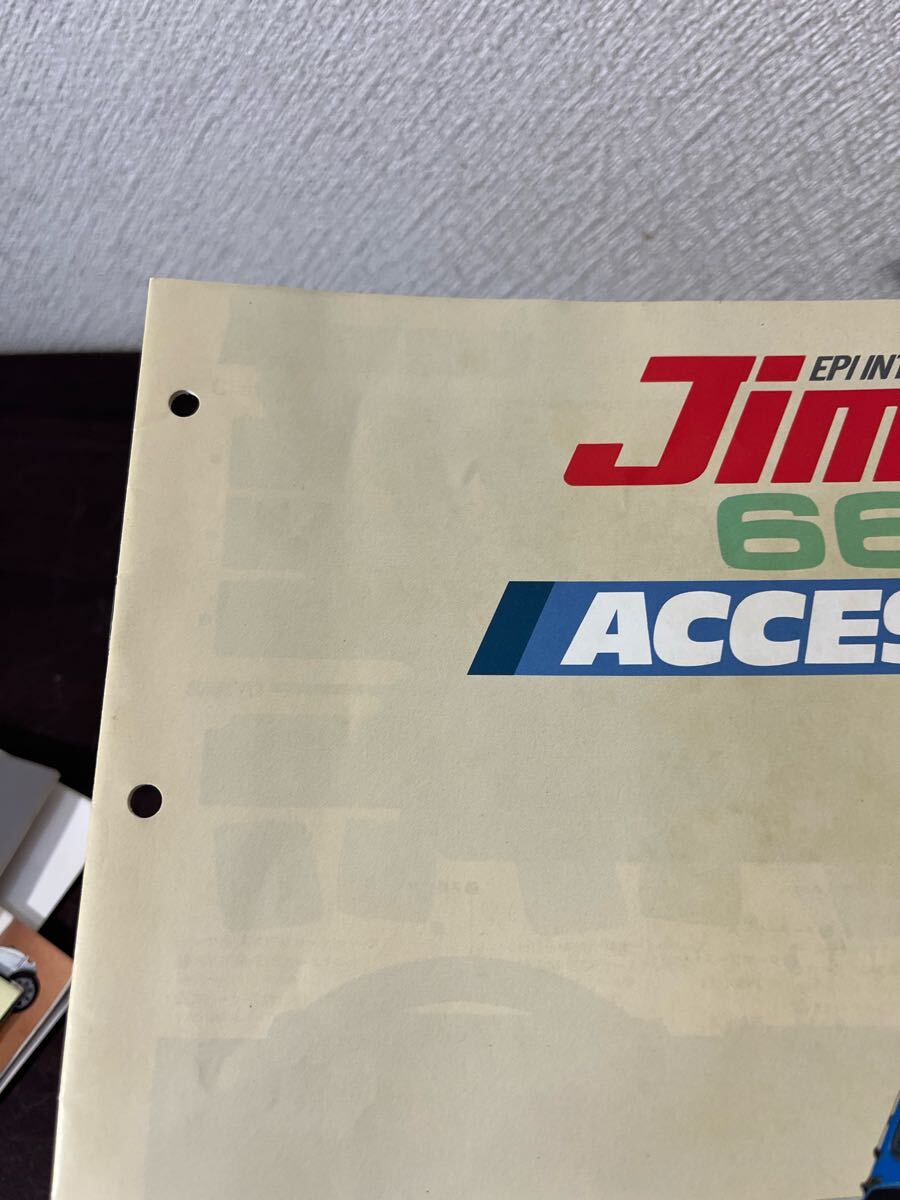 EPI INT
Jim
66
ACCES